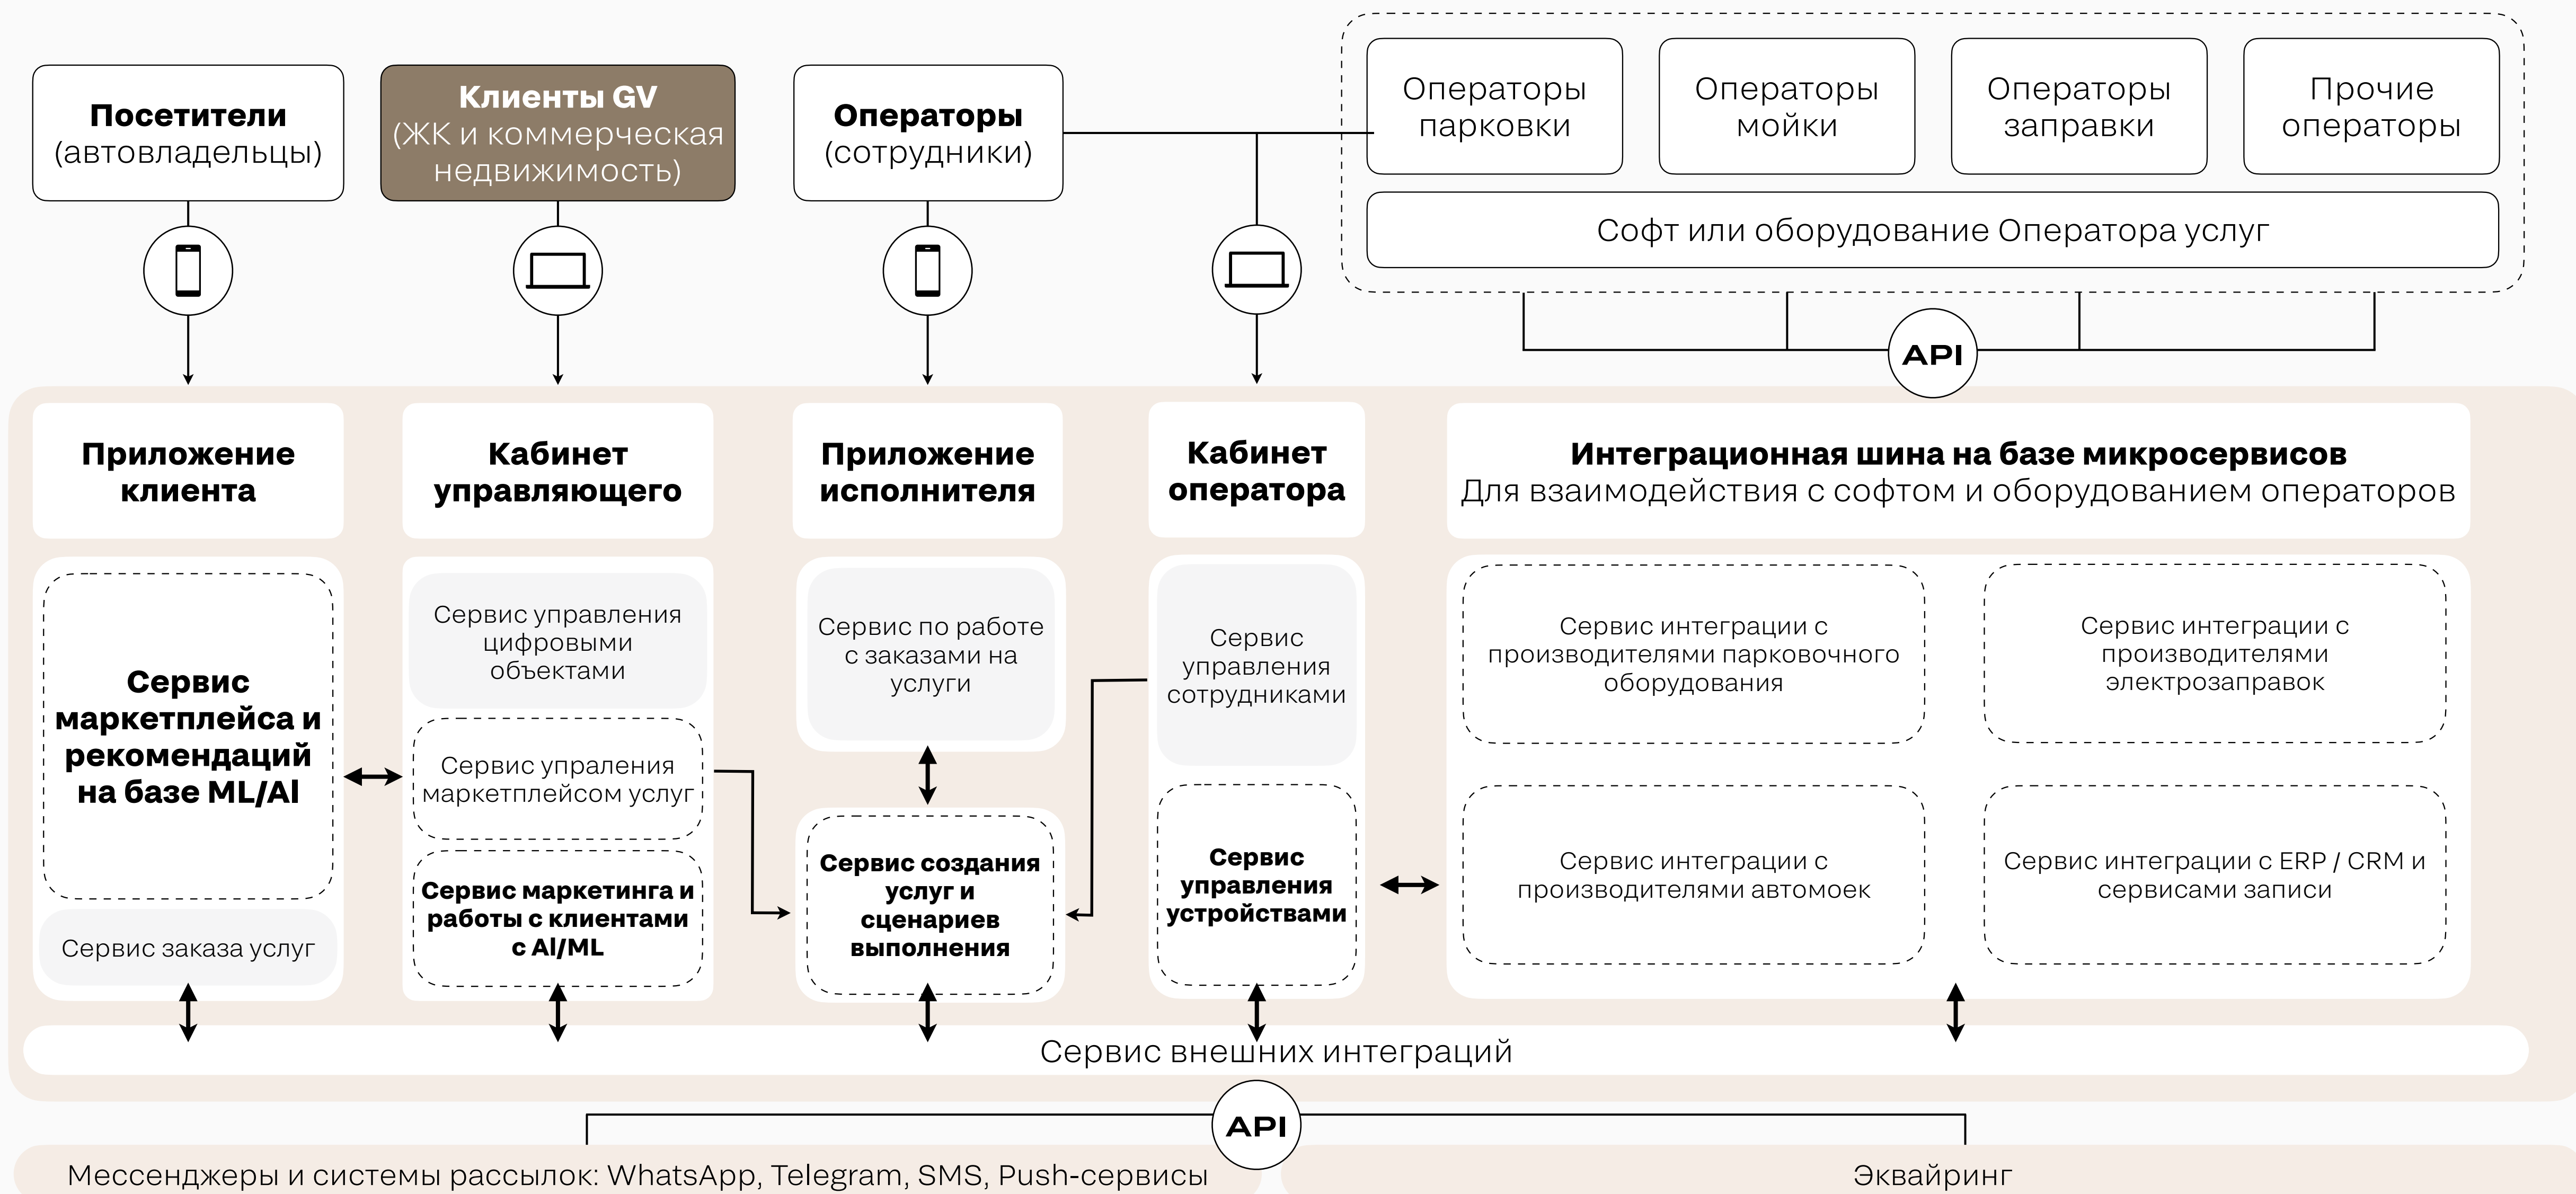 Посетители
(автовладельцы)
Клиенты GV
(ЖК и коммерческая
недвижимость)
Операторы
(сотрудники)
Операторы
парковки
Операторы
мойки
Операторы
заправки
Прочие
операторы
Софт или оборудование Оператора услуг
API
Приложение
клиента
Кабинет
управляющего
Приложение
исполнителя
Кабинет
оператора
Интеграционная шина на базе микросервисов
Для взаимодействия с софтом и оборудованием операторов
Сервис
маркетплейса и
рекомендаций
на базе ML/AI
Сервис заказа услуг
Сервис управления
цифровыми
объектами
Сервис упраления
маркетплейсом услуг
Сервис маркетинга и
работы с клиентами
с AI/ML
Сервис по работе
с заказами на
услуги
Сервис создания
услуг и
сценариев
выполнения
Сервис
управления
сотрудниками
Сервис
управления
устройствами
Сервис интеграции с
производителями парковочного
оборудования
Сервис интеграции с
производителями
электрозаправок
Сервис интеграции с
производителями автомоек
Сервис интеграции с ERP / CRM и
сервисами записи
Сервис внешних интеграций
API
Мессенджеры и системы рассылок: WhatsApp, Telegram, SMS, Push-сервисы
Эквайринг